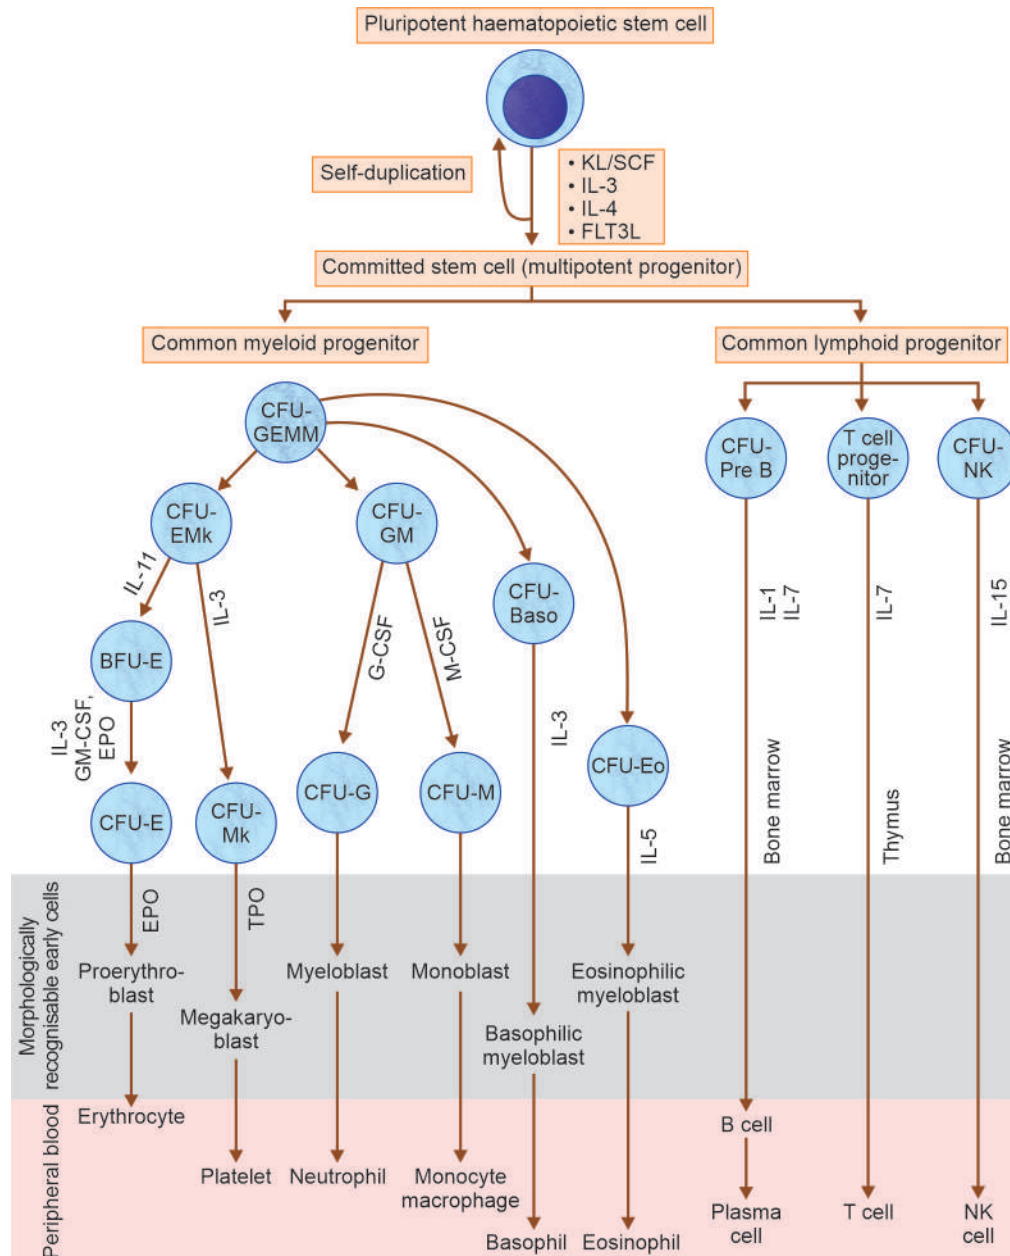 Pluripotent haematopoietic stem cell
Self-duplication
• KL/SCF
• IL-3
• IL-4
• FLT3L
Committed stem cell (multipotent progenitor)
Common myeloid progenitor
Common lymphoid progenitor
CFU-
GEMM
CFU-
Pre B
T cell
proge-
nitor
CFU-
NK
CFU-
EMk
CFU-
GM
CFU-
Baso
IL-11
IL-3
G-CSF
M-CSF
IL-1
IL-7
IL-7
IL-15
BFU-E
IL-3
GM-CSF,
EPO
IL-3
CFU-Eo
CFU-E
CFU-
Mk
CFU-G
CFU-M
IL-5
Bone marrow
Thymus
Bone marrow
Morphologically
recognisable early cells
EPO
TPO
Proerythro-
blast
Megakaryo-
blast
Myeloblast
Monoblast
Eosinophilic
myeloblast
Basophilic
myeloblast
Peripheral blood
Erythrocyte
Platelet
Neutrophil
Monocyte
macrophage
Basophil
Eosinophil
B cell
Plasma
cell
T cell
NK
cell